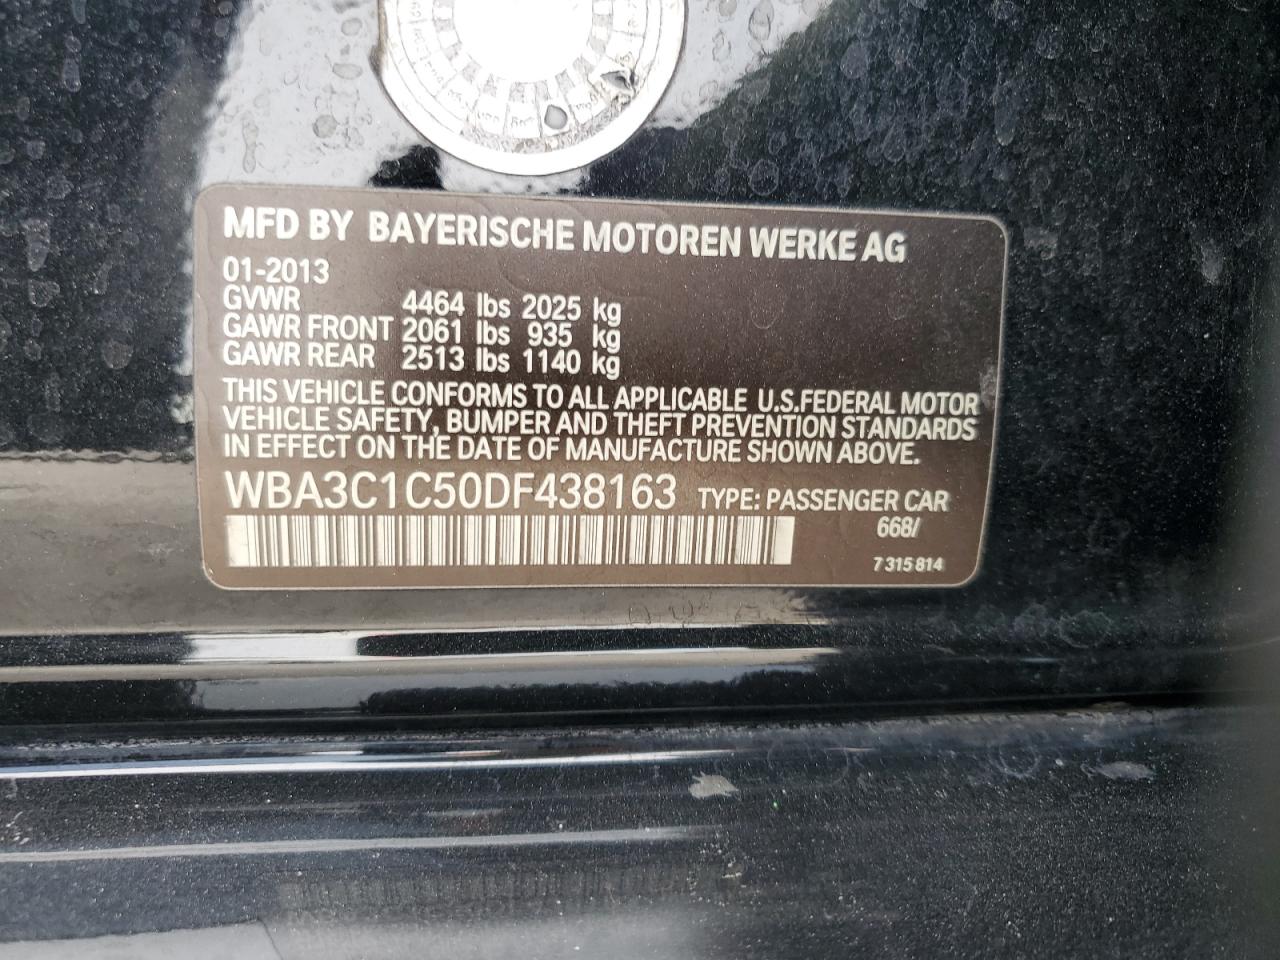 MFD BY BAYERISCHE MOTOREN WERKE AG
01-2013
GVWR 4464 lbs 2025 kg
GAWR FRONT 2061 lbs 935 kg
GAWR REAR 2513 lbs 1140 kg
THIS VEHICLE CONFORMS TO ALL APPLICABLE U.S.FEDERAL MOTOR
VEHICLE SAFETY, BUMPER AND THEFT PREVENTION STANDARDS
IN EFFECT ON THE DATE OF MANUFACTURE SHOWN ABOVE.
WBA3C1C50DF438163 TYPE: PASSENGER CAR
668/
7 315 814